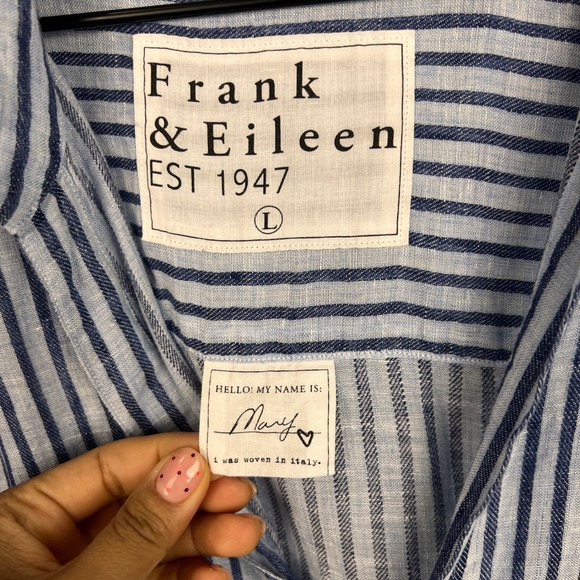 Frank
& Eileen
EST 1947
L
HELLO! MY NAME IS:
Mary
i was woven in italy.